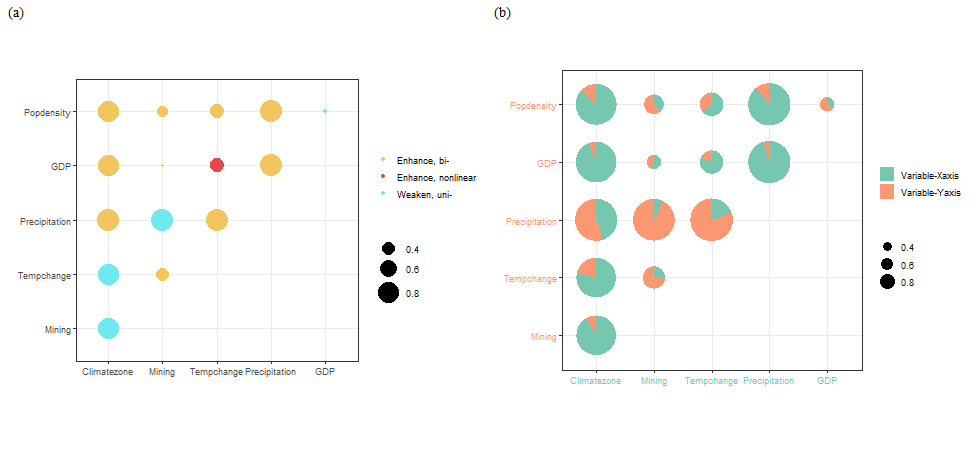 (a)
Popdensity
GDP
Precipitation
Tempchange
Mining
Climatezone Mining Tempchange Precipitation GDP
Enhance, bi-
Enhance, nonlinear
Weaken, uni-
0.4
0.6
0.8
(b)
Popdensity
GDP
Precipitation
Tempchange
Mining
Climatezone Mining Tempchange Precipitation GDP
Variable-Xaxis
Variable-Yaxis
0.4
0.6
0.8